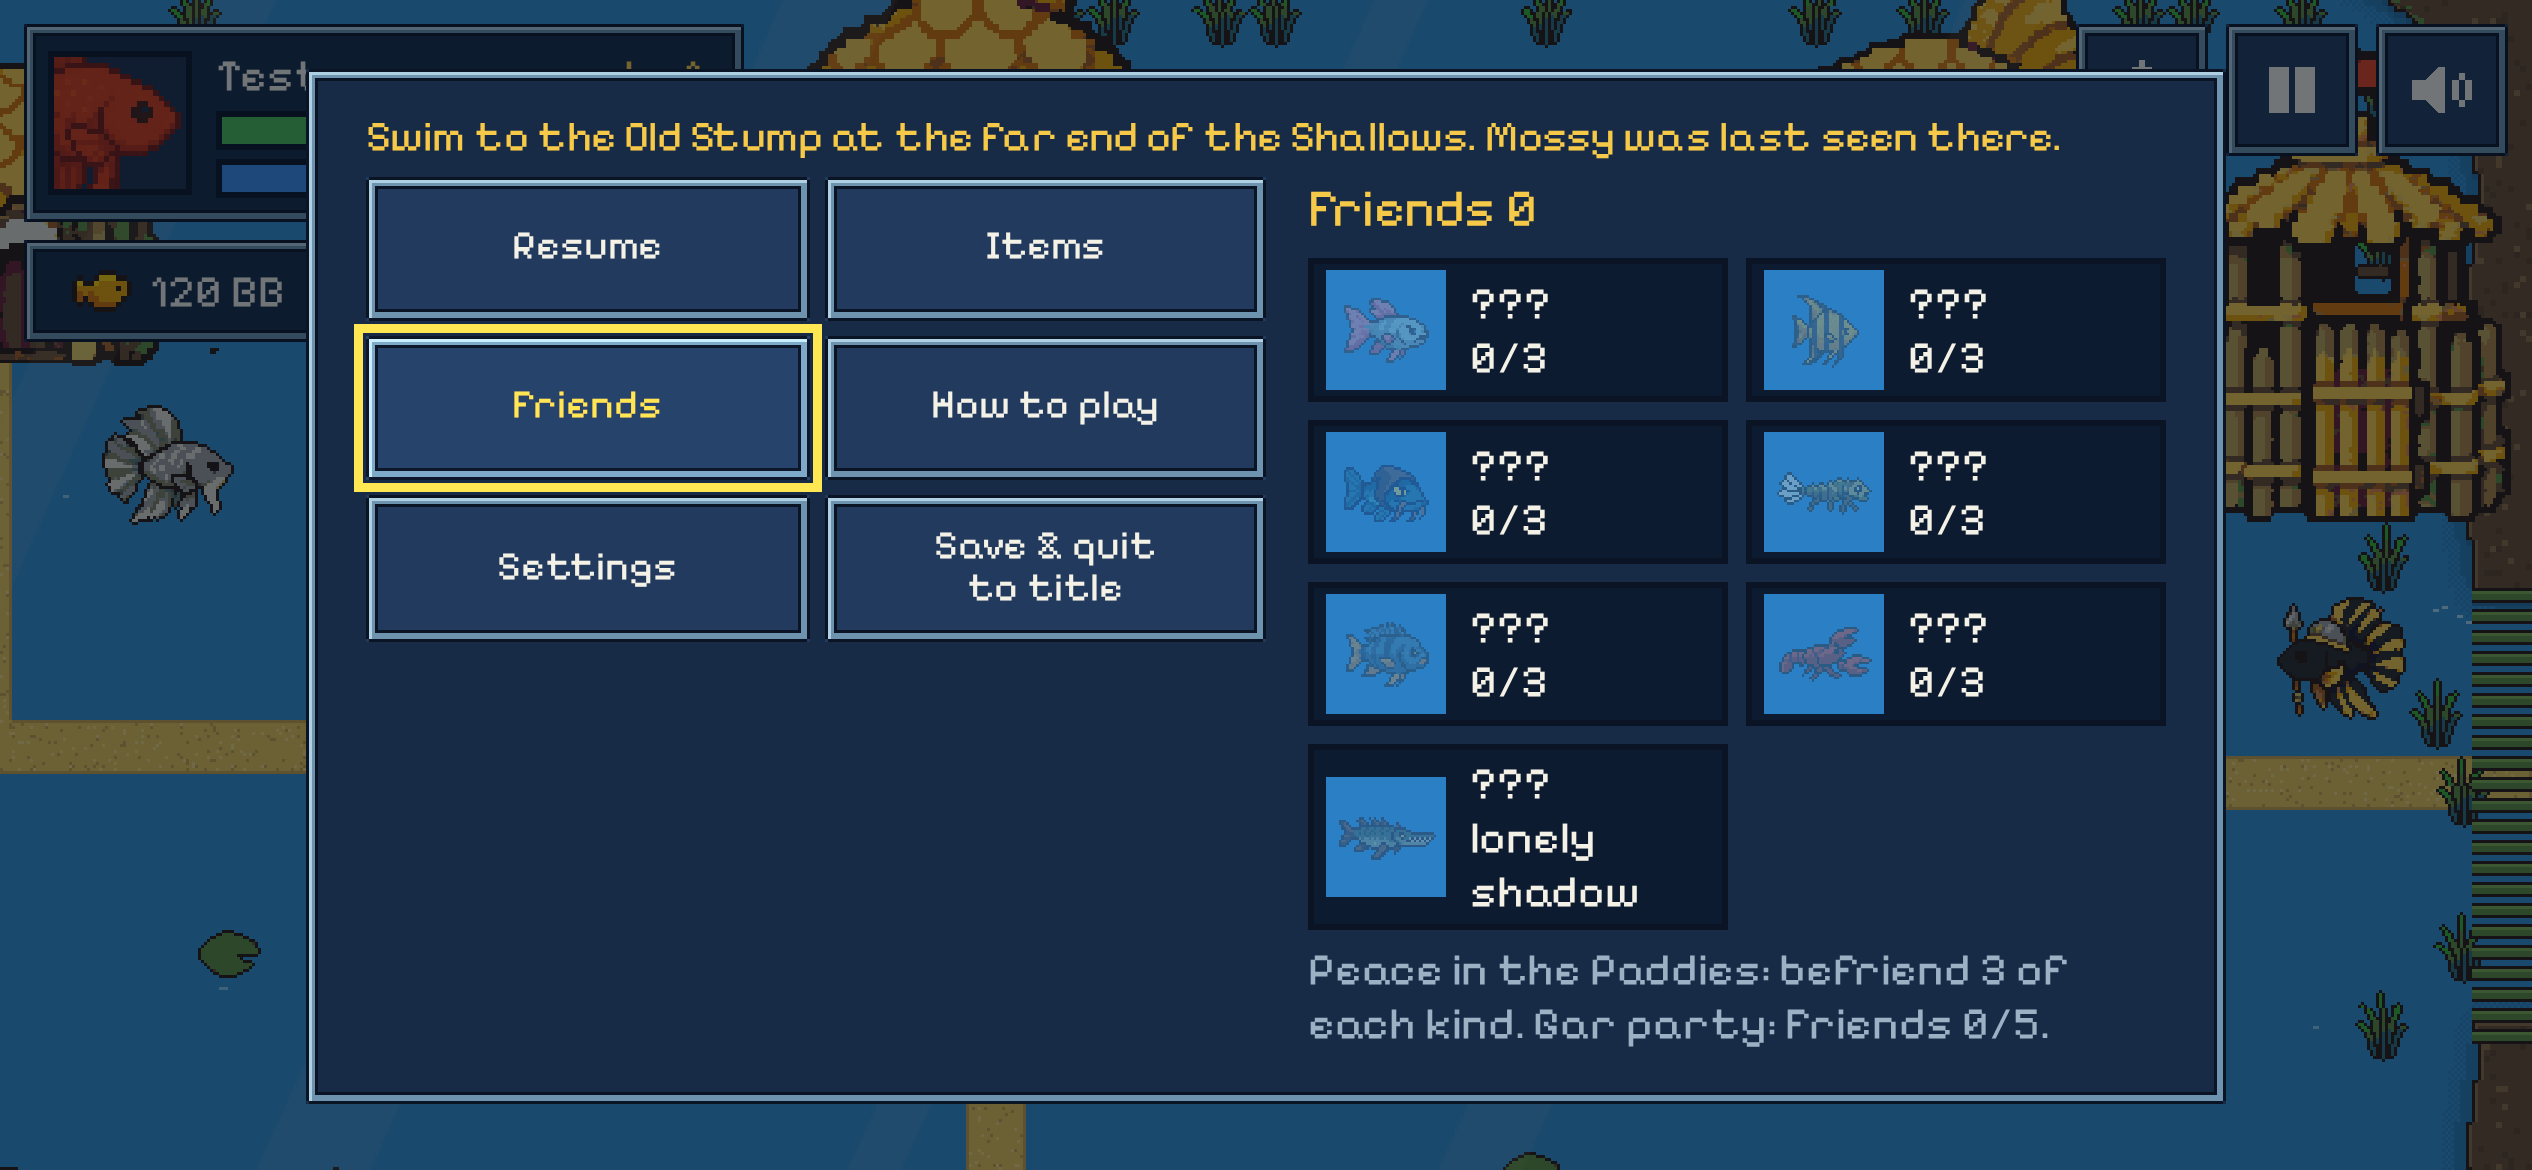 Test
120 BB
Swim to the Old Stump at the far end of the Shallows. Mossy was last seen there.
Resume
Items
Friends
How to play
Settings
Save & quit
to title
Friends 0
???
0/3
???
0/3
???
0/3
???
0/3
???
0/3
???
0/3
???
lonely
shadow
Peace in the Paddies: befriend 3 of
each kind. Gar party: Friends 0/5.